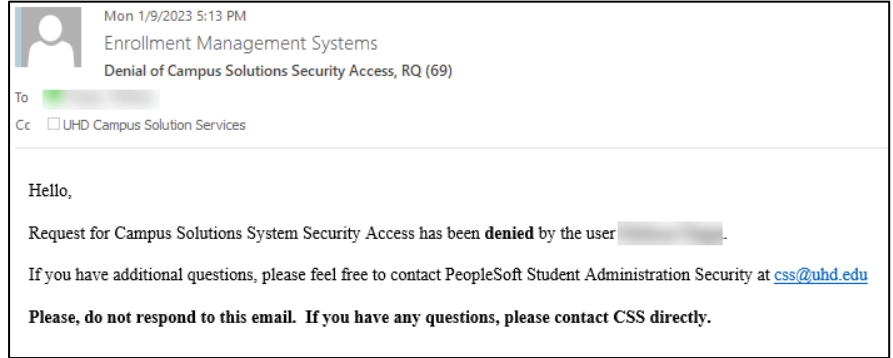 Mon 1/9/2023 5:13 PM
Enrollment Management Systems
Denial of Campus Solutions Security Access, RQ (69)
To
Cc UHD Campus Solution Services
Hello,
Request for Campus Solutions System Security Access has been denied by the user .
If you have additional questions, please feel free to contact PeopleSoft Student Administration Security at css@uhd.edu
Please, do not respond to this email.  If you have any questions, please contact CSS directly.